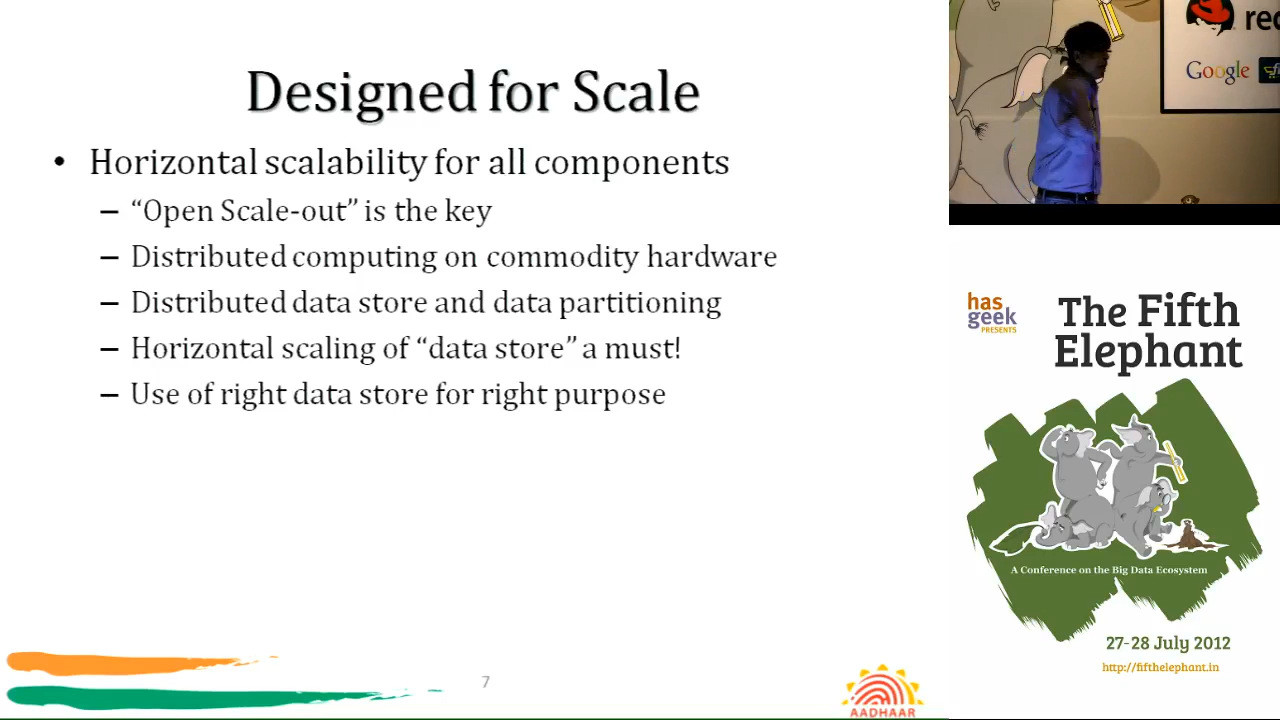 Designed for Scale
• Horizontal scalability for all components
– “Open Scale-out” is the key
– Distributed computing on commodity hardware
– Distributed data store and data partitioning
– Horizontal scaling of “data store” a must!
– Use of right data store for right purpose
7
AADHAAR
Google
has
geek
PRESENTS
The Fifth
Elephant
A Conference on the Big Data Ecosystem
27-28 July 2012
http://fifthelephant.in